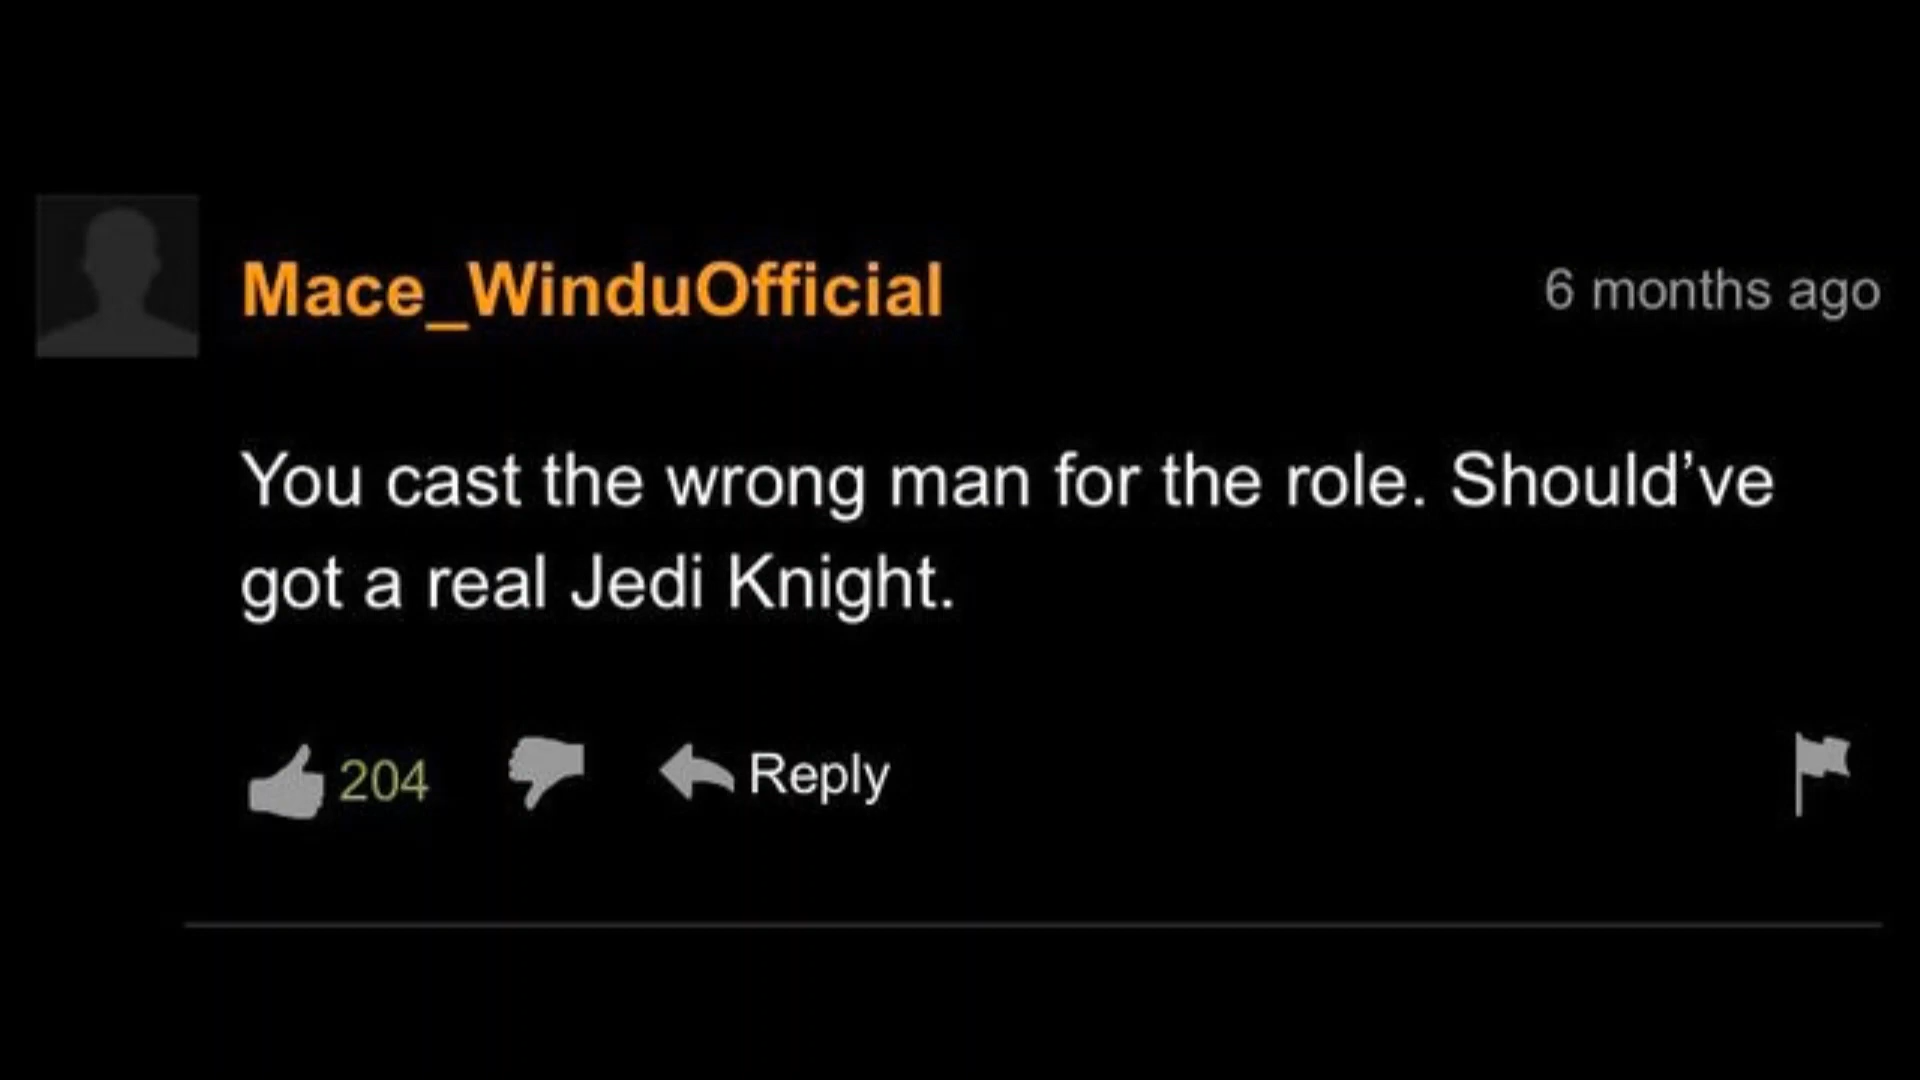 Mace_WinduOfficial
6 months ago
You cast the wrong man for the role. Should’ve
got a real Jedi Knight.
204
Reply